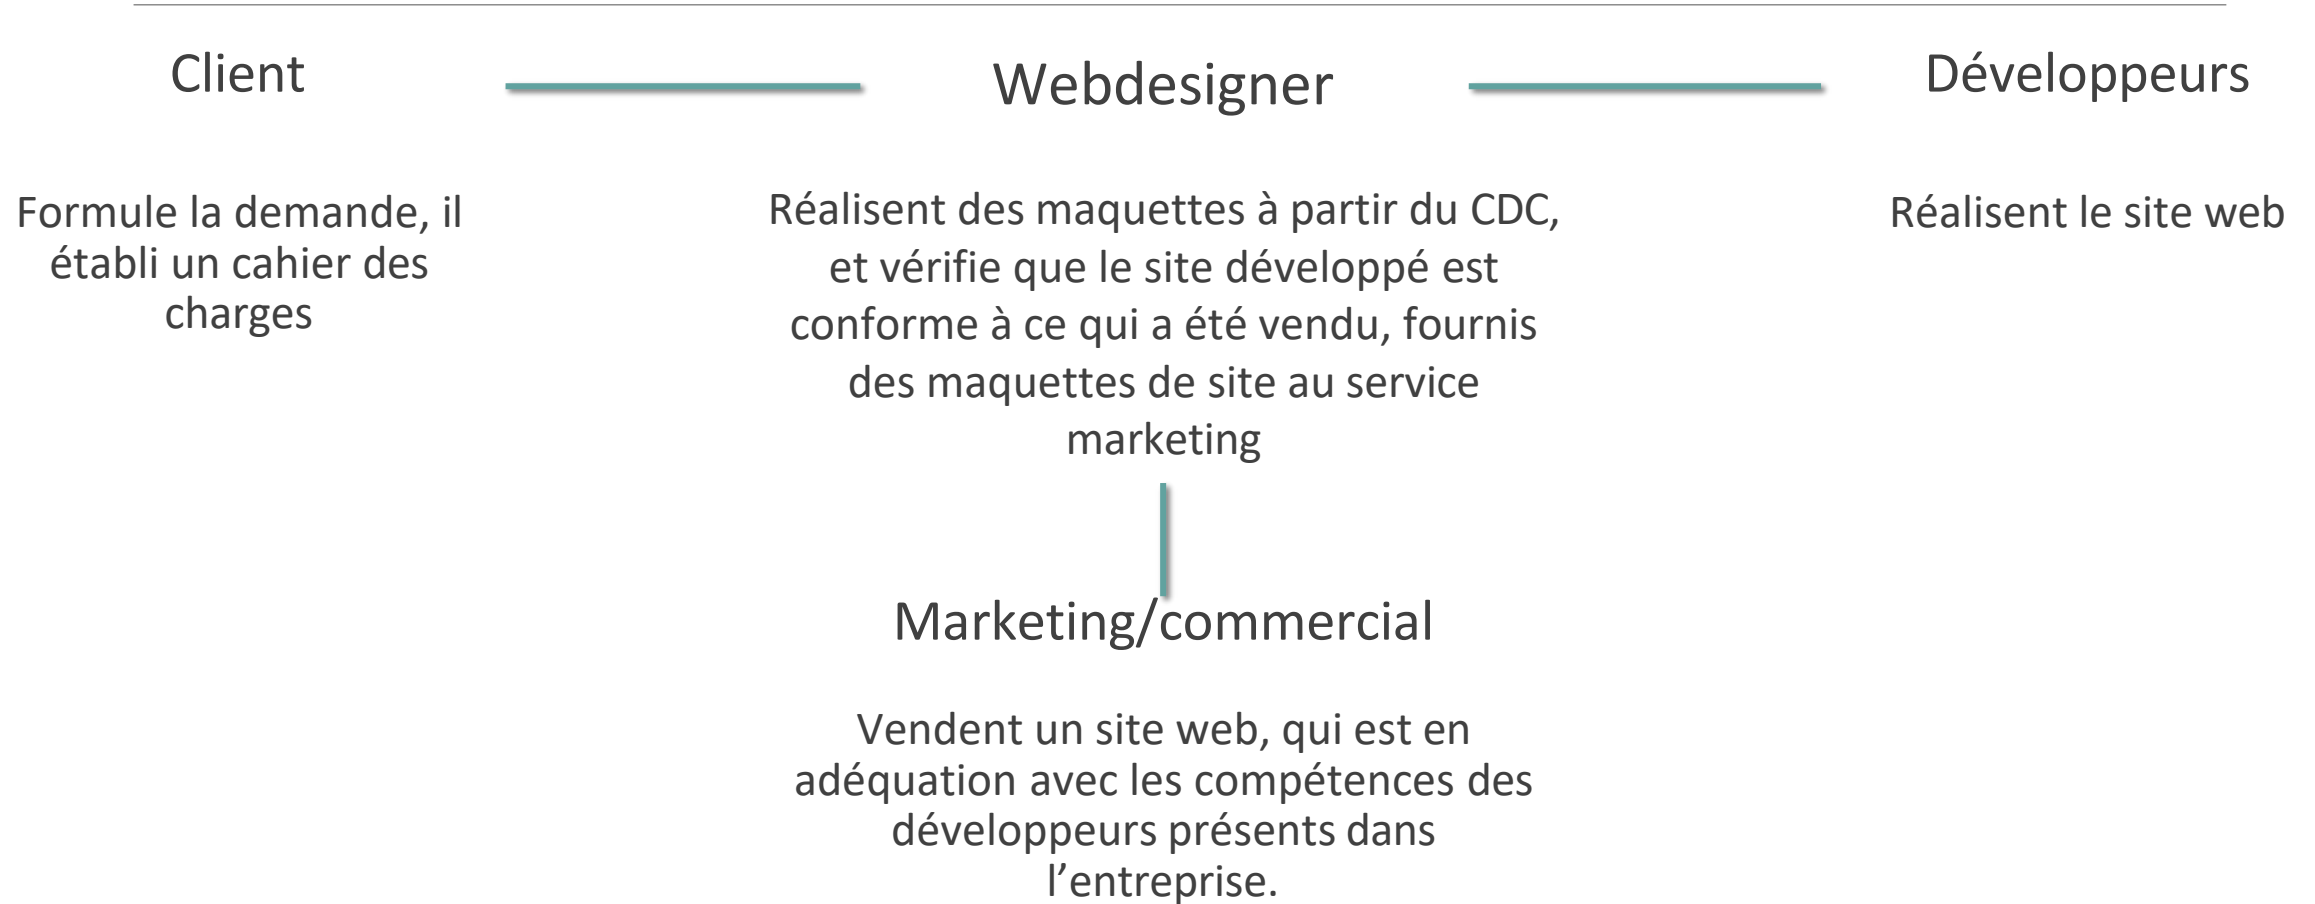 Client
Webdesigner
Développeurs
Formule la demande, il
établi un cahier des
charges
Réalisent des maquettes à partir du CDC,
et vérifie que le site développé est
conforme à ce qui a été vendu, fournis
des maquettes de site au service
marketing
Réalisent le site web
Marketing/commercial
Vendent un site web, qui est en
adéquation avec les compétences des
développeurs présents dans
l’entreprise.